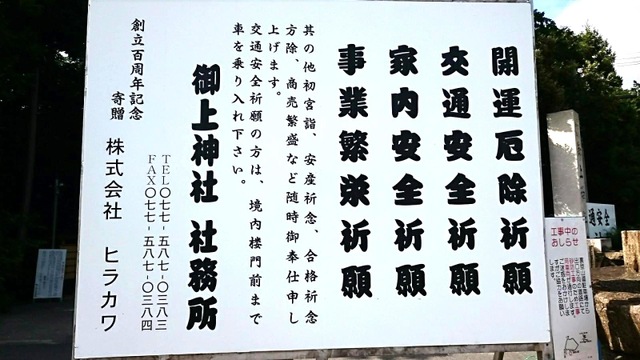 開運厄除祈願
交通安全祈願
家内安全祈願
事業繁栄祈願
其の他初宮詣、安産祈念、合格祈念
方除、商売繁盛など随時御奉仕申し
上げます。
交通安全祈願の方は、境内楼門前まで
車を乗り入れ下さい。
御上神社 社務所
TEL〇七七-五八七-〇三八三
FAX〇七七-五八七-〇三八四
創立百周年記念
寄贈
株式会社 ヒラカワ
通安全
工事中の
おしらせ